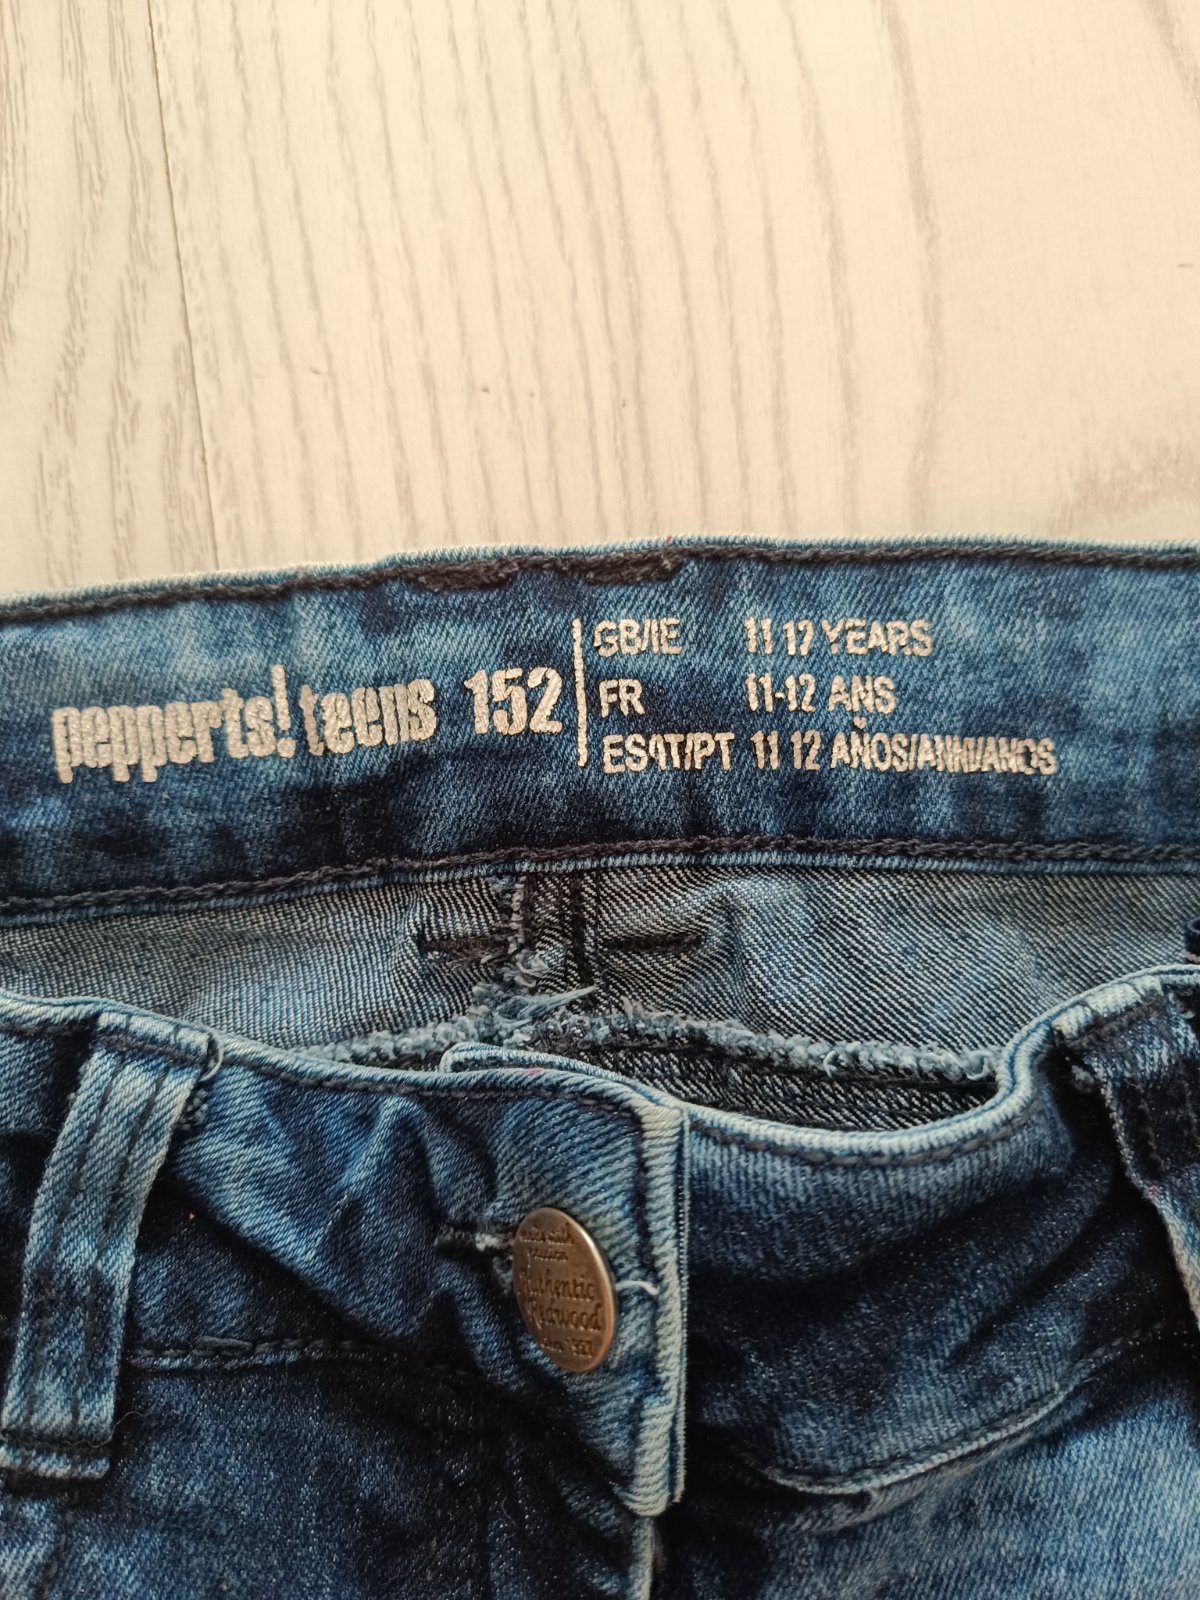 pepperts! teens 152
GB/IE 11 12 YEARS
FR 11-12 ANS
ES/IT/PT 11 12 AÑOS/ANNI/ANOS
Authentic